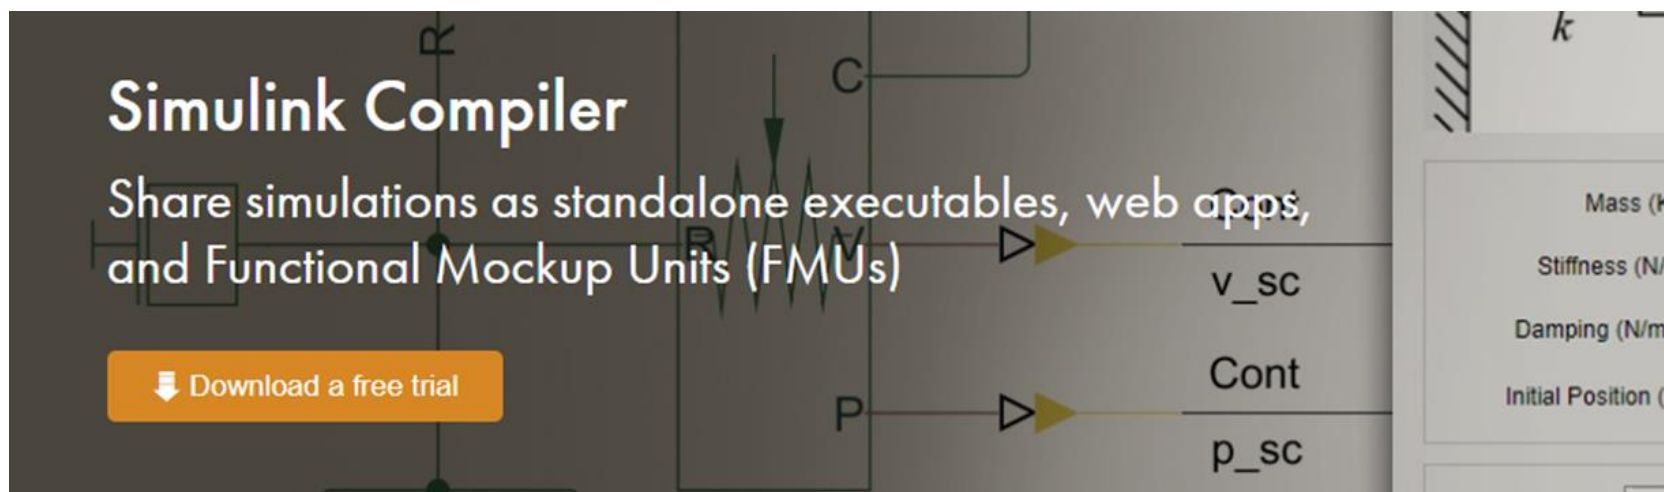 R
k
C
Simulink Compiler
Share simulations as standalone executables, web apps,
Cont
Mass (
R
V
and Functional Mockup Units (FMUs)
v_sc
Stiffness (N/
Damping (N/m
Cont
Download a free trial
Initial Position (
P
p_sc